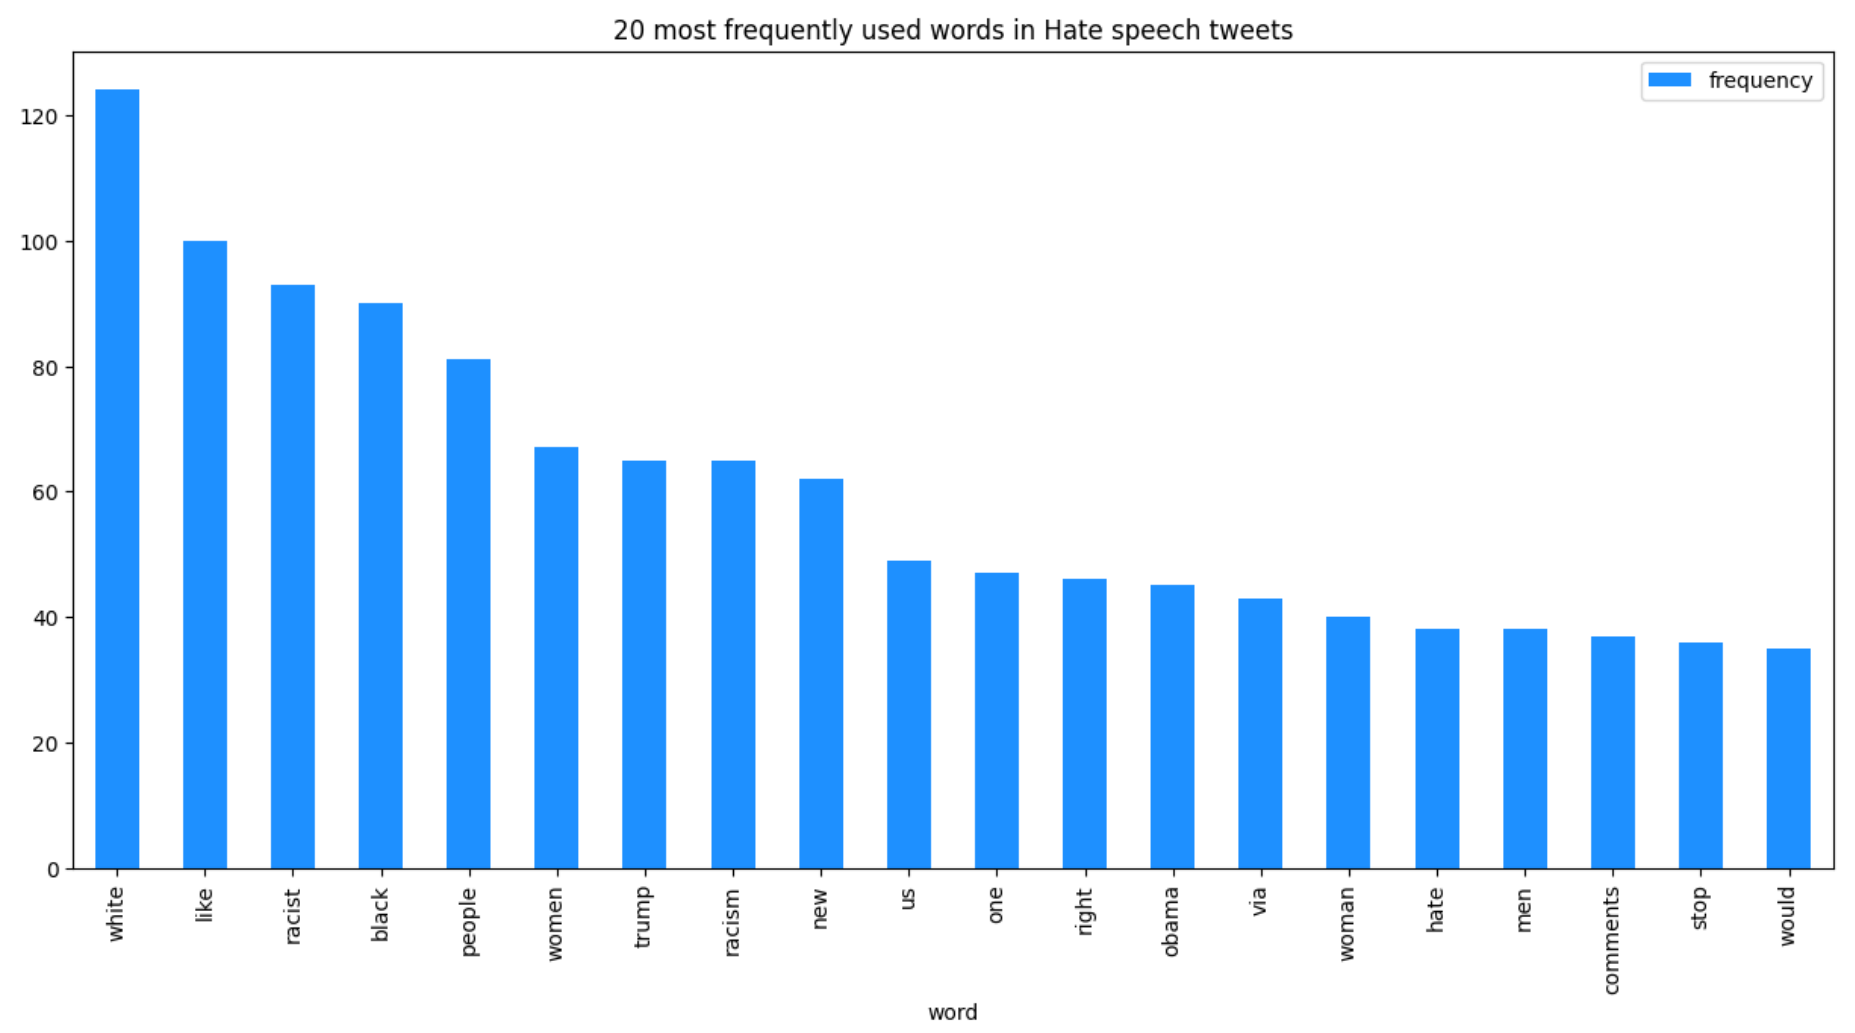 20 most frequently used words in Hate speech tweets
frequency
120
100
80
60
40
20
0
white
like
racist
black
people
women
trump
racism
new
us
one
right
obama
via
woman
hate
men
comments
stop
would
word